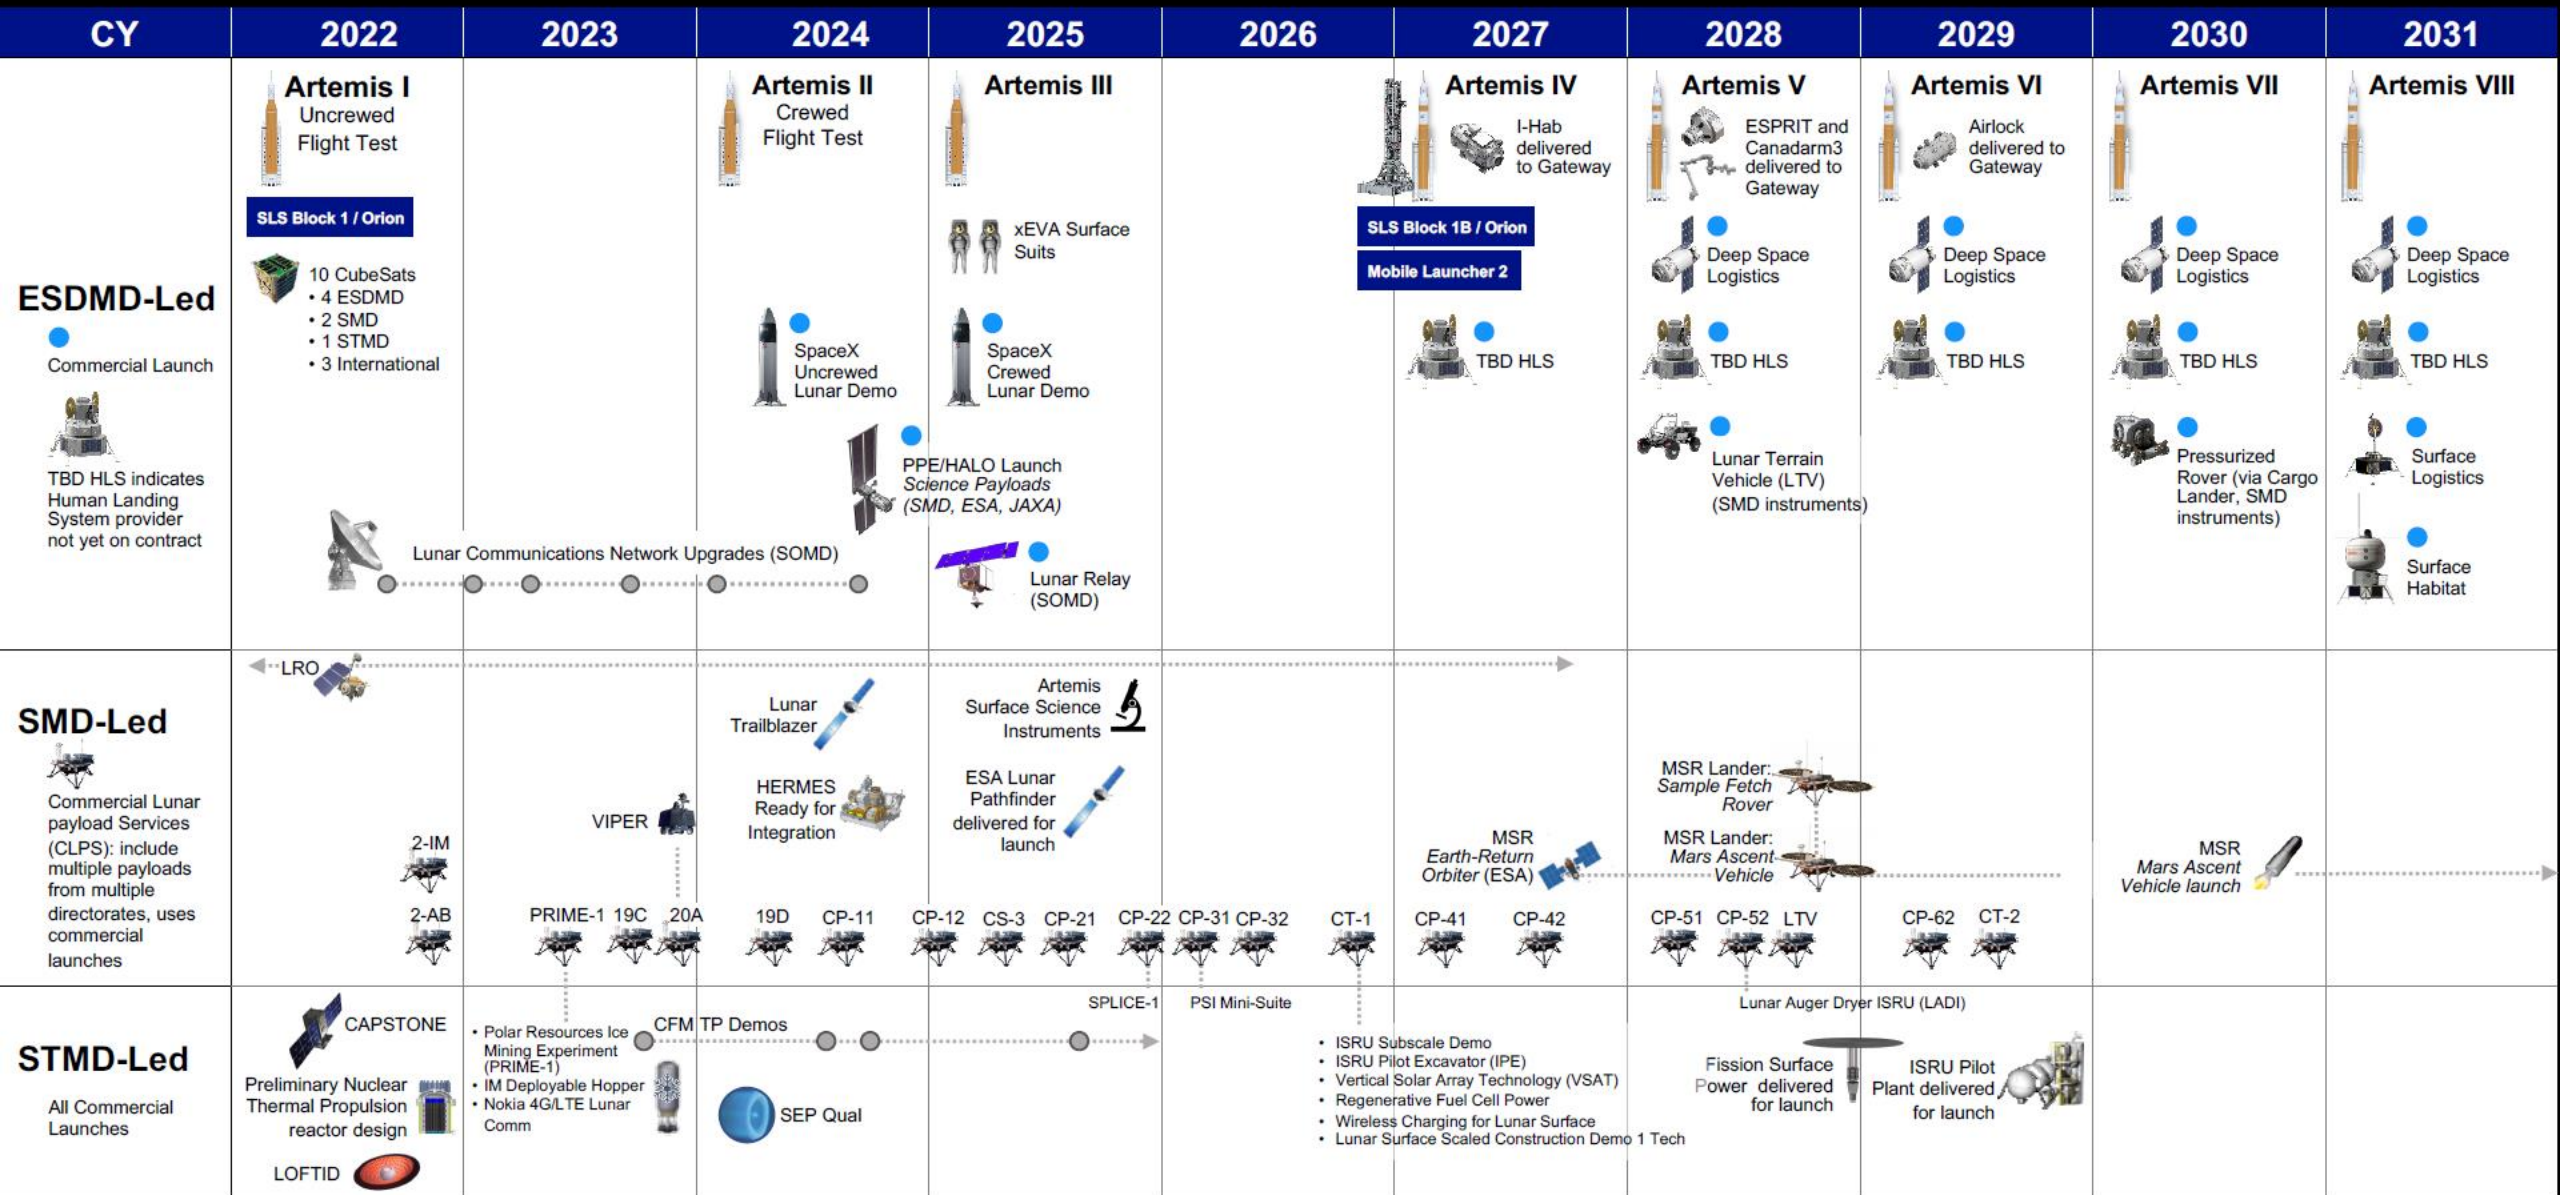 CY 2022 2023 2024 2025 2026 2027 2028 2029 2030 2031
ESDMD-Led
Commercial Launch
TBD HLS indicates
Human Landing
System provider
not yet on contract
Artemis I
Uncrewed
Flight Test
SLS Block 1 / Orion
10 CubeSats
• 4 ESDMD
• 2 SMD
• 1 STMD
• 3 International
Lunar Communications Network Upgrades (SOMD)
Artemis II
Crewed
Flight Test
SpaceX
Uncrewed
Lunar Demo
PPE/HALO Launch
Science Payloads
(SMD, ESA, JAXA)
Artemis III
xEVA Surface
Suits
SpaceX
Crewed
Lunar Demo
Lunar Relay
(SOMD)
Artemis IV
I-Hab
delivered
to Gateway
SLS Block 1B / Orion
Mobile Launcher 2
TBD HLS
Artemis V
ESPRIT and
Canadarm3
delivered to
Gateway
Deep Space
Logistics
TBD HLS
Lunar Terrain
Vehicle (LTV)
(SMD instruments)
Artemis VI
Airlock
delivered to
Gateway
Deep Space
Logistics
TBD HLS
Artemis VII
Deep Space
Logistics
TBD HLS
Pressurized
Rover (via Cargo
Lander, SMD
instruments)
Artemis VIII
Deep Space
Logistics
TBD HLS
Surface
Logistics
Surface
Habitat
SMD-Led
Commercial Lunar
payload Services
(CLPS): include
multiple payloads
from multiple
directorates, uses
commercial
launches
LRO
2-IM
2-AB
VIPER
PRIME-1 19C 20A
Lunar
Trailblazer
HERMES
Ready for
Integration
19D CP-11
Artemis
Surface Science
Instruments
ESA Lunar
Pathfinder
delivered for
launch
CP-12 CS-3 CP-21 CP-22 CP-31 CP-32 CT-1
MSR
Earth-Return
Orbiter (ESA)
CP-41 CP-42
MSR Lander:
Sample Fetch
Rover
MSR Lander:
Mars Ascent
Vehicle
CP-51 CP-52 LTV
CP-62 CT-2
MSR
Mars Ascent
Vehicle launch
STMD-Led
All Commercial
Launches
CAPSTONE
Preliminary Nuclear
Thermal Propulsion
reactor design
LOFTID
• Polar Resources Ice
Mining Experiment
(PRIME-1)
• IM Deployable Hopper
• Nokia 4G/LTE Lunar
Comm
CFM TP Demos
SEP Qual
SPLICE-1
PSI Mini-Suite
• ISRU Subscale Demo
• ISRU Pilot Excavator (IPE)
• Vertical Solar Array Technology (VSAT)
• Regenerative Fuel Cell Power
• Wireless Charging for Lunar Surface
• Lunar Surface Scaled Construction Demo 1 Tech
Lunar Auger Dryer ISRU (LADI)
Fission Surface
Power delivered
for launch
ISRU Pilot
Plant delivered
for launch